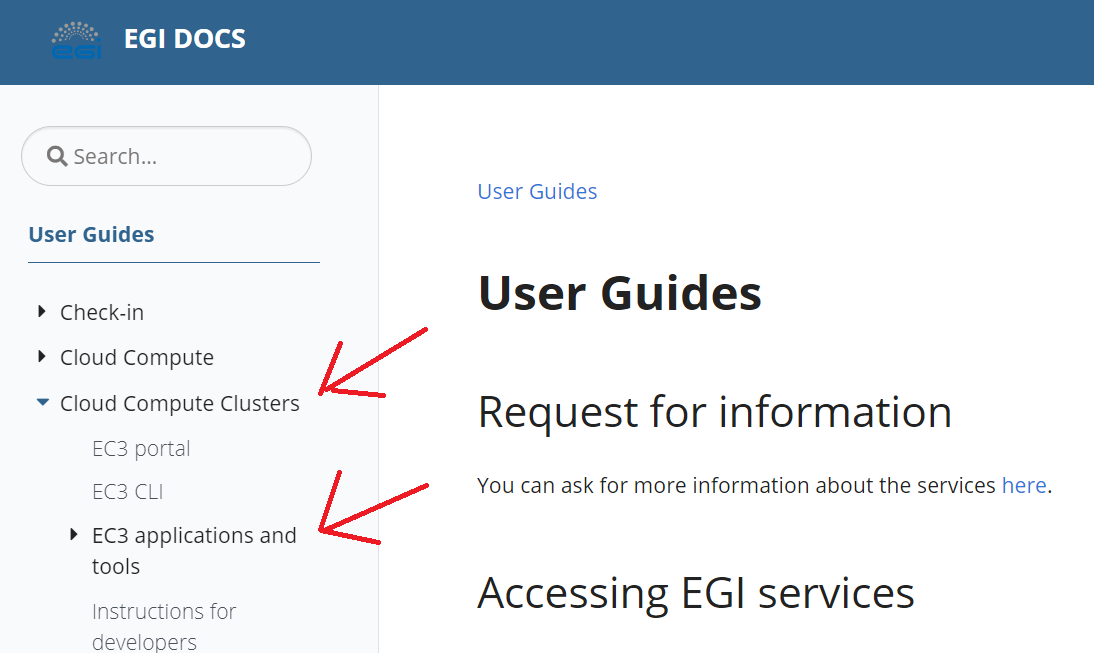 egi EGI DOCS
Search...
User Guides
Check-in
Cloud Compute
Cloud Compute Clusters
EC3 portal
EC3 CLI
EC3 applications and
tools
Instructions for
developers
User Guides
User Guides
Request for information
You can ask for more information about the services here.
Accessing EGI services